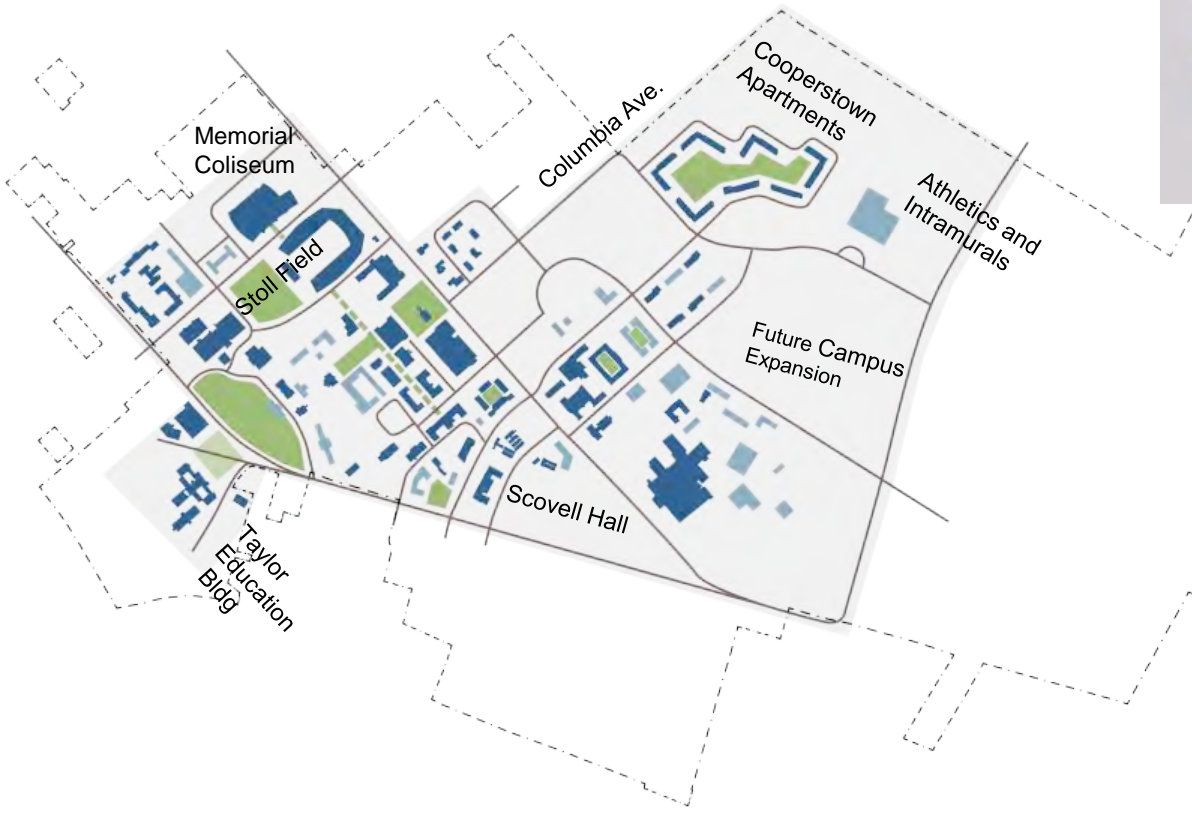 Memorial
Coliseum
Stoll Field
Columbia Ave.
Cooperstown
Apartments
Athletics and
Intramurals
Future Campus
Expansion
Scovell Hall
Taylor
Education
Bldg